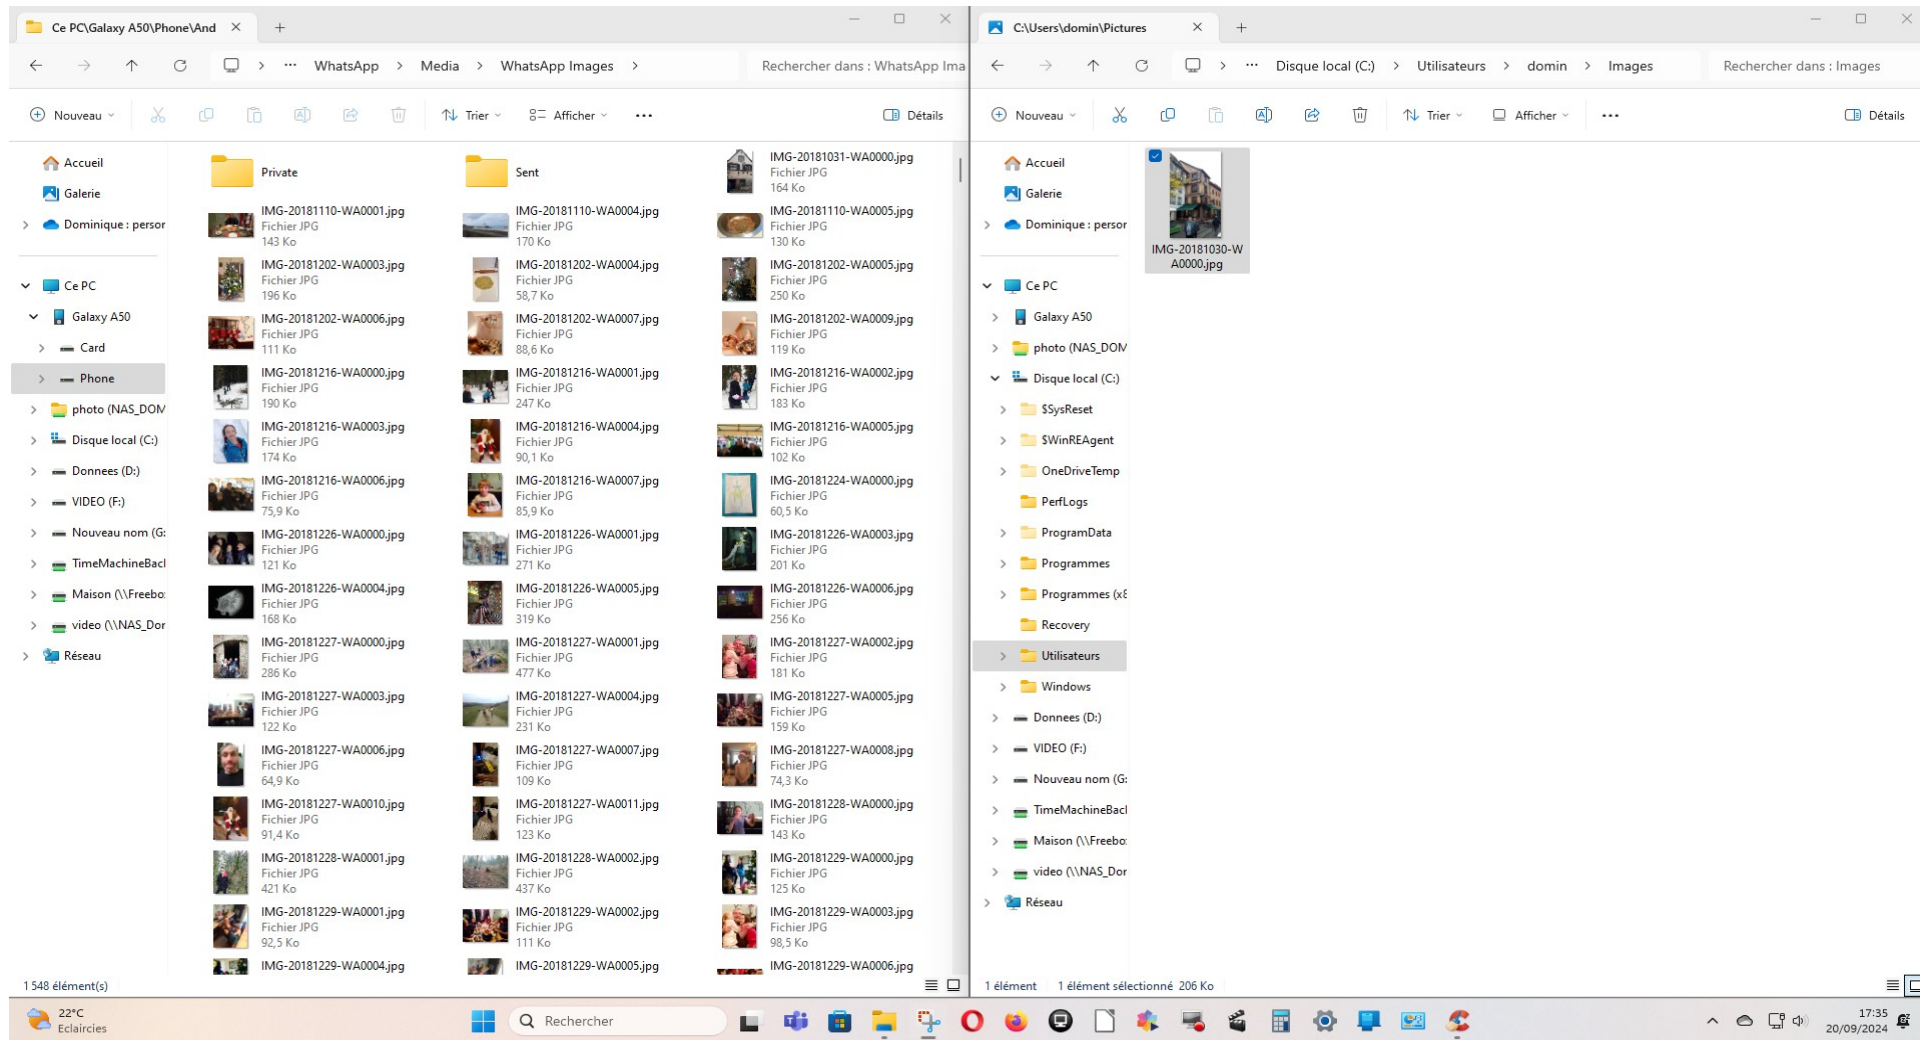 Ce PC\Galaxy A50\Phone\And
WhatsApp
Media
WhatsApp Images
Rechercher dans : WhatsApp Ima
Nouveau
Trier
Afficher
Détails
Accueil
Galerie
Dominique : person
Ce PC
Galaxy A50
Card
Phone
photo (NAS_DOM
Disque local (C:)
Donnees (D:)
VIDEO (F:)
Nouveau nom (G:
TimeMachineBacl
Maison (\\Freebo:
video (\\NAS_Dor
Réseau
Private
Sent
IMG-20181031-WA0000.jpg
Fichier JPG
164 Ko
IMG-20181110-WA0001.jpg
Fichier JPG
143 Ko
IMG-20181110-WA0004.jpg
Fichier JPG
170 Ko
IMG-20181110-WA0005.jpg
Fichier JPG
130 Ko
IMG-20181202-WA0003.jpg
Fichier JPG
196 Ko
IMG-20181202-WA0004.jpg
Fichier JPG
58,7 Ko
IMG-20181202-WA0005.jpg
Fichier JPG
250 Ko
IMG-20181202-WA0006.jpg
Fichier JPG
111 Ko
IMG-20181202-WA0007.jpg
Fichier JPG
88,6 Ko
IMG-20181202-WA0009.jpg
Fichier JPG
119 Ko
IMG-20181216-WA0000.jpg
Fichier JPG
190 Ko
IMG-20181216-WA0001.jpg
Fichier JPG
247 Ko
IMG-20181216-WA0002.jpg
Fichier JPG
183 Ko
IMG-20181216-WA0003.jpg
Fichier JPG
174 Ko
IMG-20181216-WA0004.jpg
Fichier JPG
90,1 Ko
IMG-20181216-WA0005.jpg
Fichier JPG
102 Ko
IMG-20181216-WA0006.jpg
Fichier JPG
75,9 Ko
IMG-20181216-WA0007.jpg
Fichier JPG
85,9 Ko
IMG-20181224-WA0000.jpg
Fichier JPG
60,5 Ko
IMG-20181226-WA0000.jpg
Fichier JPG
121 Ko
IMG-20181226-WA0001.jpg
Fichier JPG
271 Ko
IMG-20181226-WA0003.jpg
Fichier JPG
201 Ko
IMG-20181226-WA0004.jpg
Fichier JPG
168 Ko
IMG-20181226-WA0005.jpg
Fichier JPG
319 Ko
IMG-20181226-WA0006.jpg
Fichier JPG
256 Ko
IMG-20181227-WA0000.jpg
Fichier JPG
286 Ko
IMG-20181227-WA0001.jpg
Fichier JPG
477 Ko
IMG-20181227-WA0002.jpg
Fichier JPG
181 Ko
IMG-20181227-WA0003.jpg
Fichier JPG
122 Ko
IMG-20181227-WA0004.jpg
Fichier JPG
231 Ko
IMG-20181227-WA0005.jpg
Fichier JPG
159 Ko
IMG-20181227-WA0006.jpg
Fichier JPG
64,9 Ko
IMG-20181227-WA0007.jpg
Fichier JPG
109 Ko
IMG-20181227-WA0008.jpg
Fichier JPG
74,3 Ko
IMG-20181227-WA0010.jpg
Fichier JPG
91,4 Ko
IMG-20181227-WA0011.jpg
Fichier JPG
123 Ko
IMG-20181228-WA0000.jpg
Fichier JPG
143 Ko
IMG-20181228-WA0001.jpg
Fichier JPG
421 Ko
IMG-20181228-WA0002.jpg
Fichier JPG
437 Ko
IMG-20181229-WA0000.jpg
Fichier JPG
125 Ko
IMG-20181229-WA0001.jpg
Fichier JPG
92,5 Ko
IMG-20181229-WA0002.jpg
Fichier JPG
111 Ko
IMG-20181229-WA0003.jpg
Fichier JPG
98,5 Ko
IMG-20181229-WA0004.jpg
IMG-20181229-WA0005.jpg
IMG-20181229-WA0006.jpg
1 548 élément(s)
C:\Users\domin\Pictures
Disque local (C:)
Utilisateurs
domin
Images
Rechercher dans : Images
Nouveau
Trier
Afficher
Détails
Accueil
Galerie
Dominique : person
Ce PC
Galaxy A50
photo (NAS_DOM
Disque local (C:)
$SysReset
$WinREAgent
OneDriveTemp
PerfLogs
ProgramData
Programmes
Programmes (x8
Recovery
Utilisateurs
Windows
Donnees (D:)
VIDEO (F:)
Nouveau nom (G:
TimeMachineBacl
Maison (\\Freebo:
video (\\NAS_Dor
Réseau
IMG-20181030-W
A0000.jpg
1 élément
1 élément sélectionné 206 Ko
22°C
Eclaircies
Rechercher
17:35
20/09/2024